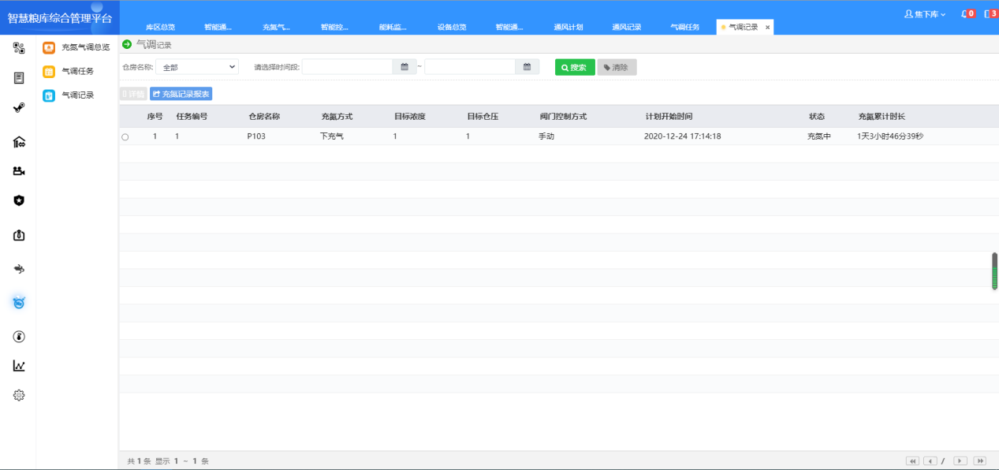 智慧粮库综合管理平台
焦下库 0 3
库区总览 智能通... 充氮气... 智能控... 能耗监... 设备总览 智能通... 通风计划 通风记录 气调任务 气调记录 ×
充氮气调总览
气调任务
气调记录
气调记录
仓房名称: 全部 请选择时间段: ~ 搜索 清除
评估 充氮记录报表
序号 任务编号 仓房名称 充氮方式 目标浓度 目标仓压 阀门控制方式 计划开始时间 状态 充氮累计时长
1 1 P103 下充气 1 1 手动 2020-12-24 17:14:18 充氮中 1天3小时46分39秒
共 1 条 显示 1 ~ 1 条 /